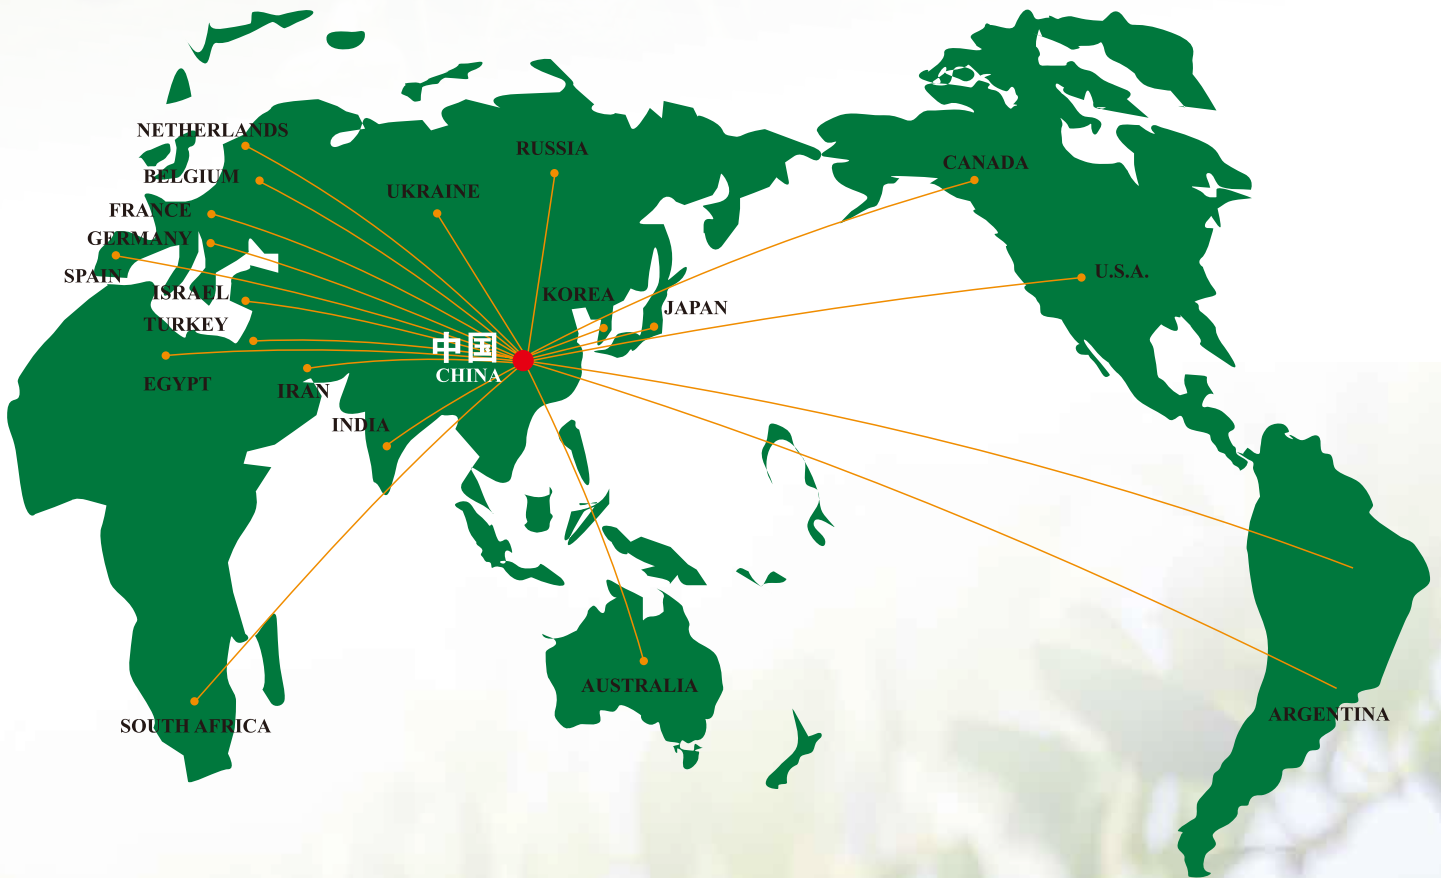 NETHERLANDS
RUSSIA
CANADA
BELGIUM
UKRAINE
FRANCE
GERMANY
U.S.A.
SPAIN
ISRAEL
KOREA
JAPAN
TURKEY
中国
CHINA
EGYPT
IRAN
INDIA
AUSTRALIA
ARGENTINA
SOUTH AFRICA